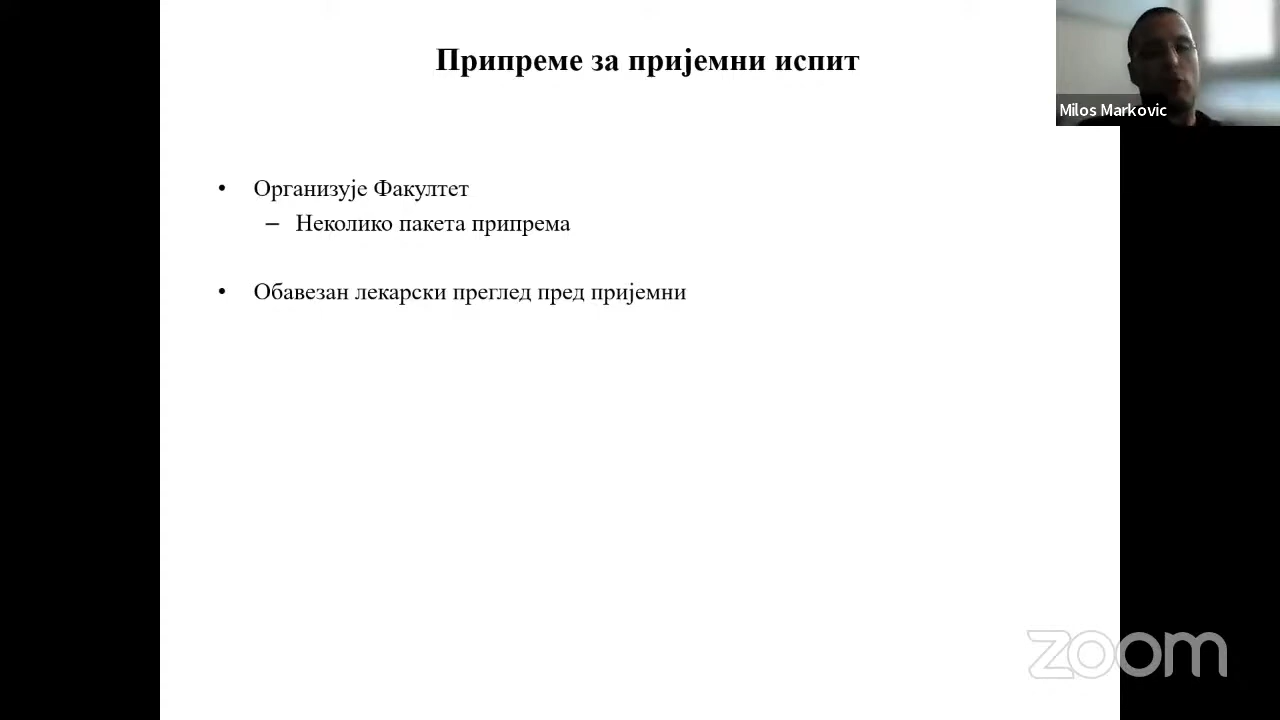 Припреме за пријемни испит
Milos Markovic
• Организује Факултет
– Неколико пакета припрема
• Обавезан лекарски преглед пред пријемни
zoom